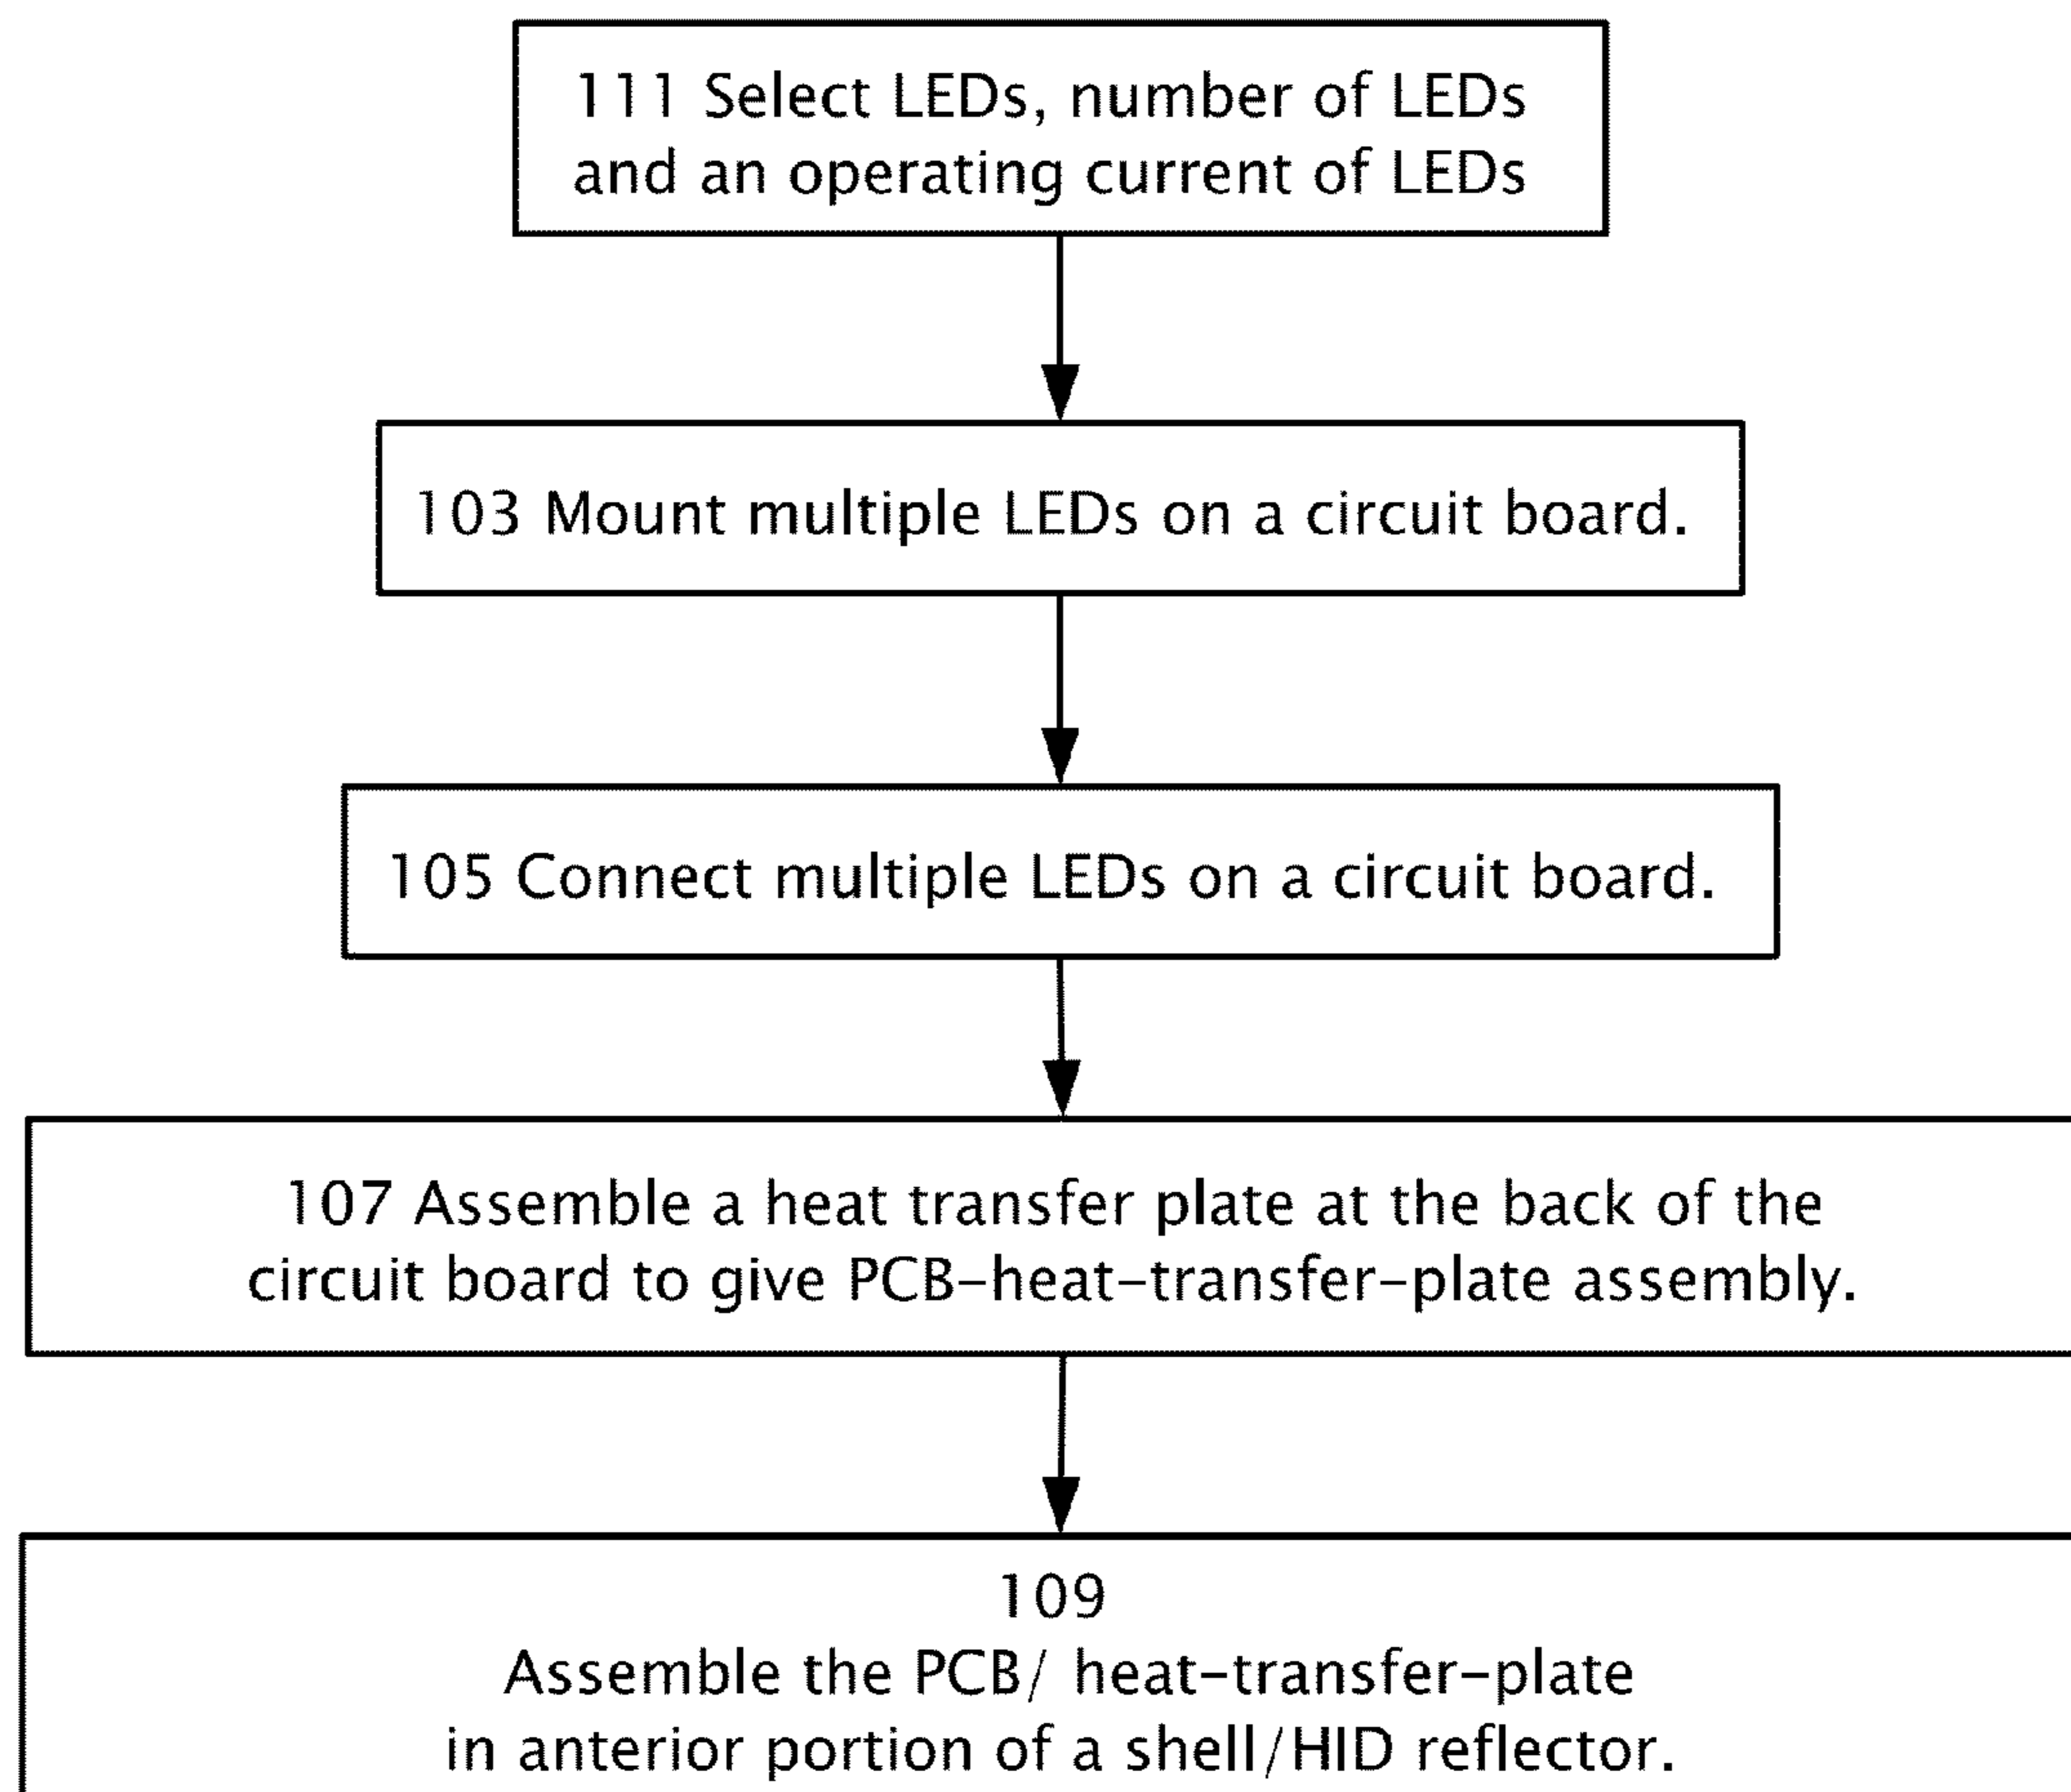 111 Select LEDs, number of LEDs
and an operating current of LEDs
103 Mount multiple LEDs on a circuit board.
105 Connect multiple LEDs on a circuit board.
107 Assemble a heat transfer plate at the back of the
circuit board to give PCB-heat-transfer-plate assembly.
109
Assemble the PCB/ heat-transfer-plate
in anterior portion of a shell/HID reflector.